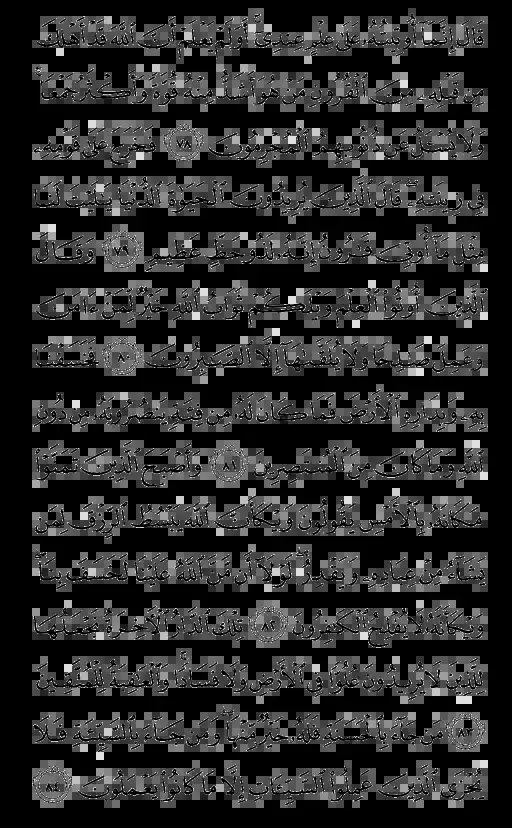 قَالَ إِنَّمَا أُوتِيتُهُۥ عَلَىٰ عِلْمٍ عِندِىٓ ۚ أَوَلَمْ يَعْلَمْ أَنَّ ٱللَّهَ قَدْ أَهْلَكَ
مِن قَبْلِهِۦ مِنَ ٱلْقُرُونِ مَنْ هُوَ أَشَدُّ مِنْهُ قُوَّةً وَأَكْثَرُ جَمْعًا ۚ
وَلَا يُسْـَٔلُ عَن ذُنُوبِهِمُ ٱلْمُجْرِمُونَ ٧٨ فَخَرَجَ عَلَىٰ قَوْمِهِۦ
فِى زِينَتِهِۦ ۖ قَالَ ٱلَّذِينَ يُرِيدُونَ ٱلْحَيَوٰةَ ٱلدُّنْيَا يَـٰلَيْتَ لَنَا
مِثْلَ مَآ أُوتِىَ قَـٰرُونُ إِنَّهُۥ لَذُو حَظٍّ عَظِيمٍ ٧٩ وَقَالَ
ٱلَّذِينَ أُوتُوا۟ ٱلْعِلْمَ وَيْلَكُمْ ثَوَابُ ٱللَّهِ خَيْرٌ لِّمَنْ ءَامَنَ
وَعَمِلَ صَـٰلِحًا وَلَا يُلَقَّىٰهَآ إِلَّا ٱلصَّـٰبِرُونَ ٨٠ فَخَسَفْنَا
بِهِۦ وَبِدَارِهِ ٱلْأَرْضَ فَمَا كَانَ لَهُۥ مِن فِئَةٍ يَنصُرُونَهُۥ مِن دُونِ
ٱللَّهِ وَمَا كَانَ مِنَ ٱلْمُنتَصِرِينَ ٨١ وَأَصْبَحَ ٱلَّذِينَ تَمَنَّوْا۟
مَكَانَهُۥ بِٱلْأَمْسِ يَقُولُونَ وَيْكَأَنَّ ٱللَّهَ يَبْسُطُ ٱلرِّزْقَ لِمَن
يَشَآءُ مِنْ عِبَادِهِۦ وَيَقْدِرُ ۖ لَوْلَآ أَن مَّنَّ ٱللَّهُ عَلَيْنَا لَخَسَفَ بِنَا ۖ
وَيْكَأَنَّهُۥ لَا يُفْلِحُ ٱلْكَـٰفِرُونَ ٨٢ تِلْكَ ٱلدَّارُ ٱلْـَٔاخِرَةُ نَجْعَلُهَا
لِلَّذِينَ لَا يُرِيدُونَ عُلُوًّا فِى ٱلْأَرْضِ وَلَا فَسَادًا ۚ وَٱلْعَـٰقِبَةُ لِلْمُتَّقِينَ
٨٣ مَن جَآءَ بِٱلْحَسَنَةِ فَلَهُۥ خَيْرٌ مِّنْهَا ۖ وَمَن جَآءَ بِٱلسَّيِّئَةِ فَلَا
يُجْزَى ٱلَّذِينَ عَمِلُوا۟ ٱلسَّيِّـَٔاتِ إِلَّا مَا كَانُوا۟ يَعْمَلُونَ ٨٤